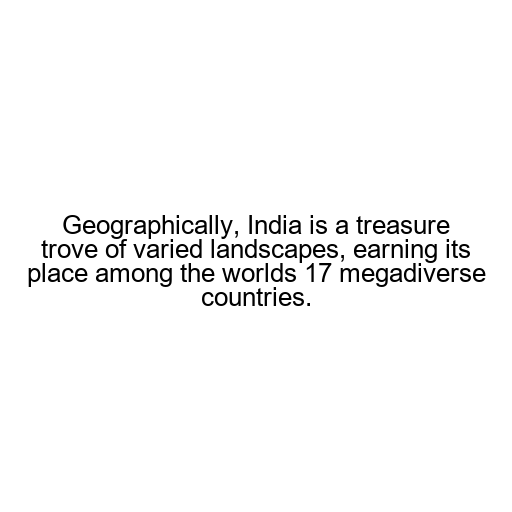 Geographically, India is a treasure
trove of varied landscapes, earning its
place among the worlds 17 megadiverse
countries.